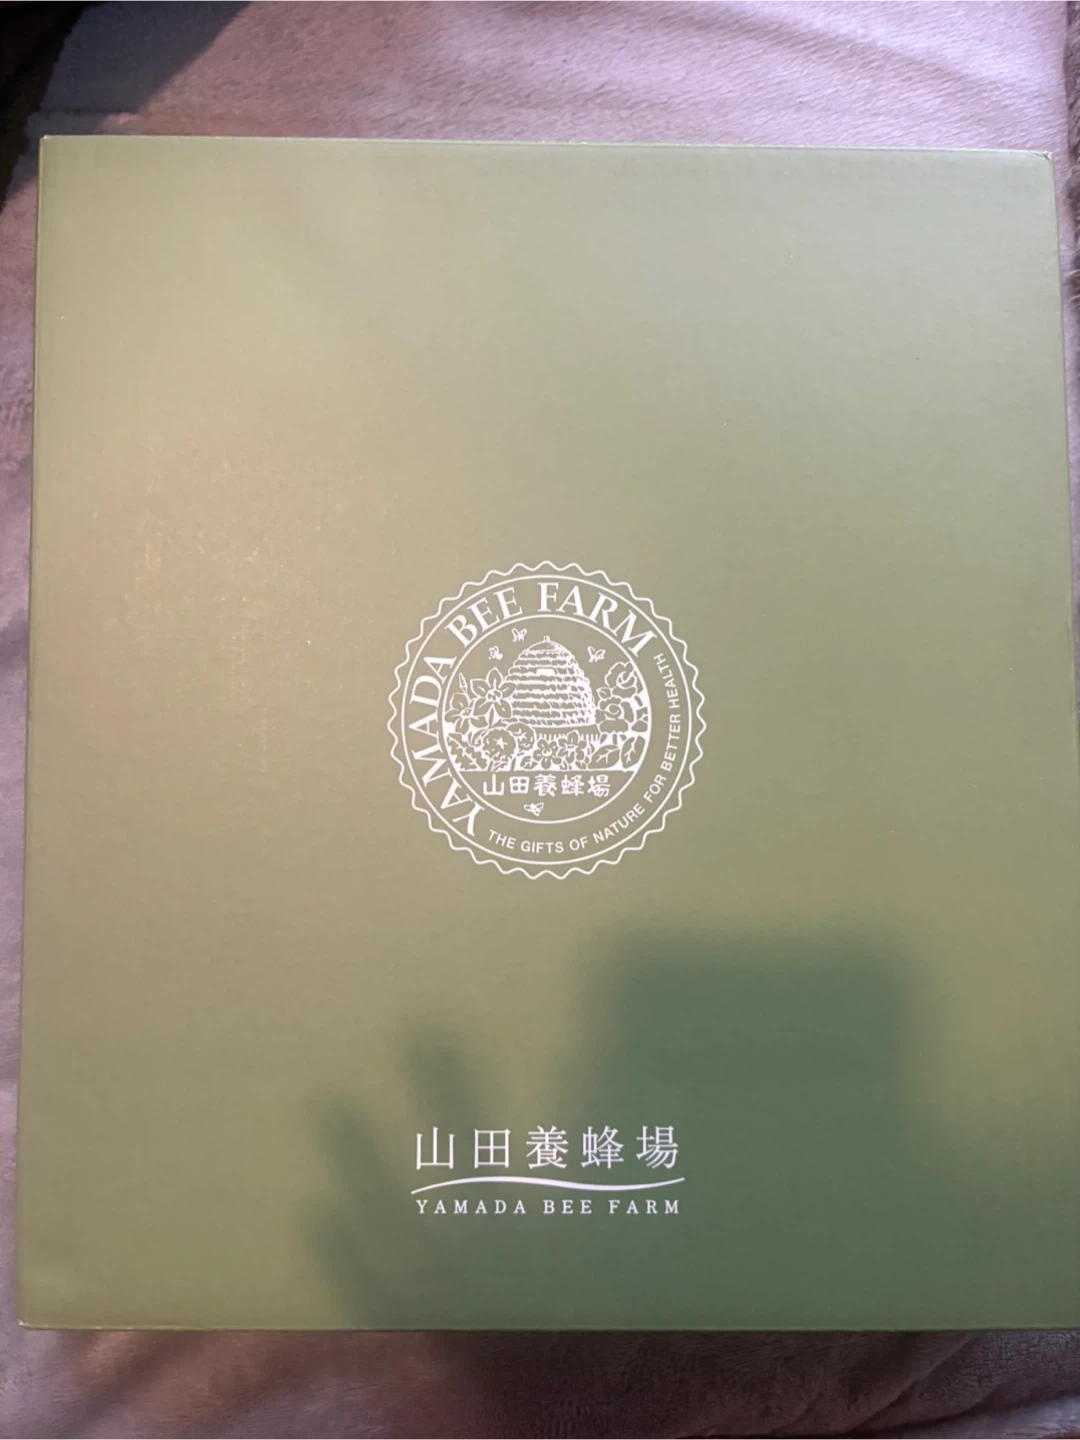 YAMADA BEE FARM
THE GIFTS OF NATURE FOR BETTER HEALTH
山田養蜂場
山田養蜂場
YAMADA BEE FARM